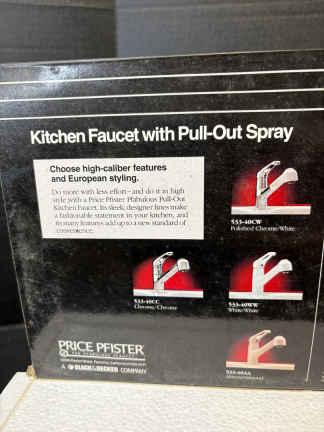 Kitchen Faucet with Pull-Out Spray
Choose high-caliber features
and European styling.
Do more with less effort – and do it in high
style with a Price Pfister Pfabulous Pull-Out
Kitchen Faucet. Its sleek, designer lines make
a fashionable statement in your kitchen, and
its many features add up to a new standard of
convenience.
533-40CW
Polished Chrome/White
533-40CC
Chrome/Chrome
533-40WW
White/White
PRICE PFISTER
A BLACK & DECKER COMPANY